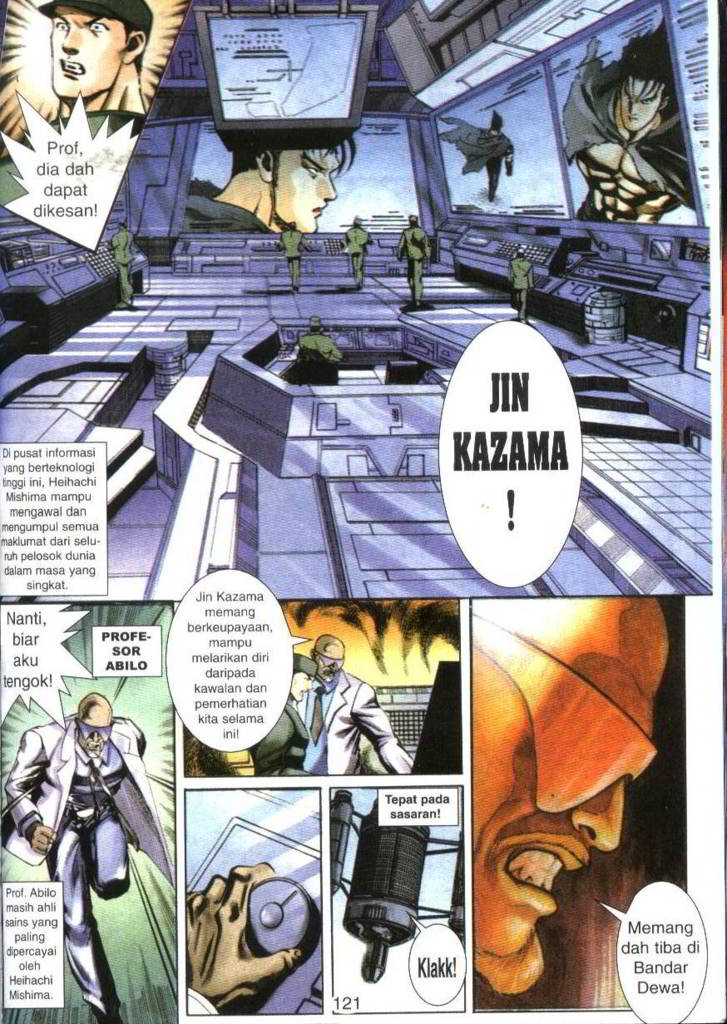 Prof,
dia dah
dapat
dikesan!
JIN
KAZAMA
!
Di pusat informasi
yang berteknologi
tinggi ini, Heihachi
Mishima mampu
mengawal dan
mengumpul semua
maklumat dari selu-
ruh pelosok dunia
dalam masa yang
singkat.
Nanti,
biar
aku
tengok!
PROFE-
SOR
ABILO
Prof. Abilo
masih ahli
sains yang
paling
dipercayai
oleh
Heihachi
Mishima.
Jin Kazama
memang
berkeupayaan,
mampu
melarikan diri
daripada
kawalan dan
pemerhatian
kita selama
ini!
Tepat pada
sasaran!
Klakk!
Memang
dah tiba di
Bandar
Dewa!
121